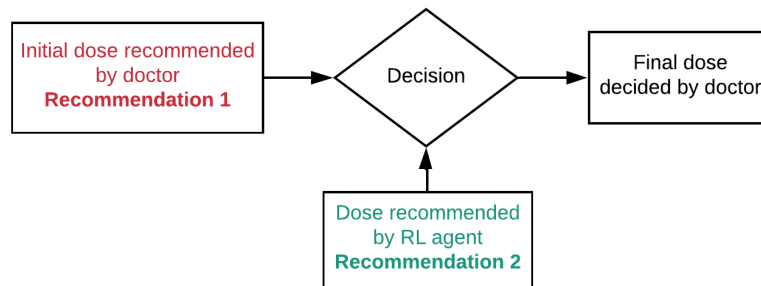 Initial dose recommended
by doctor
Recommendation 1
Decision
Final dose
decided by doctor
Dose recommended
by RL agent
Recommendation 2